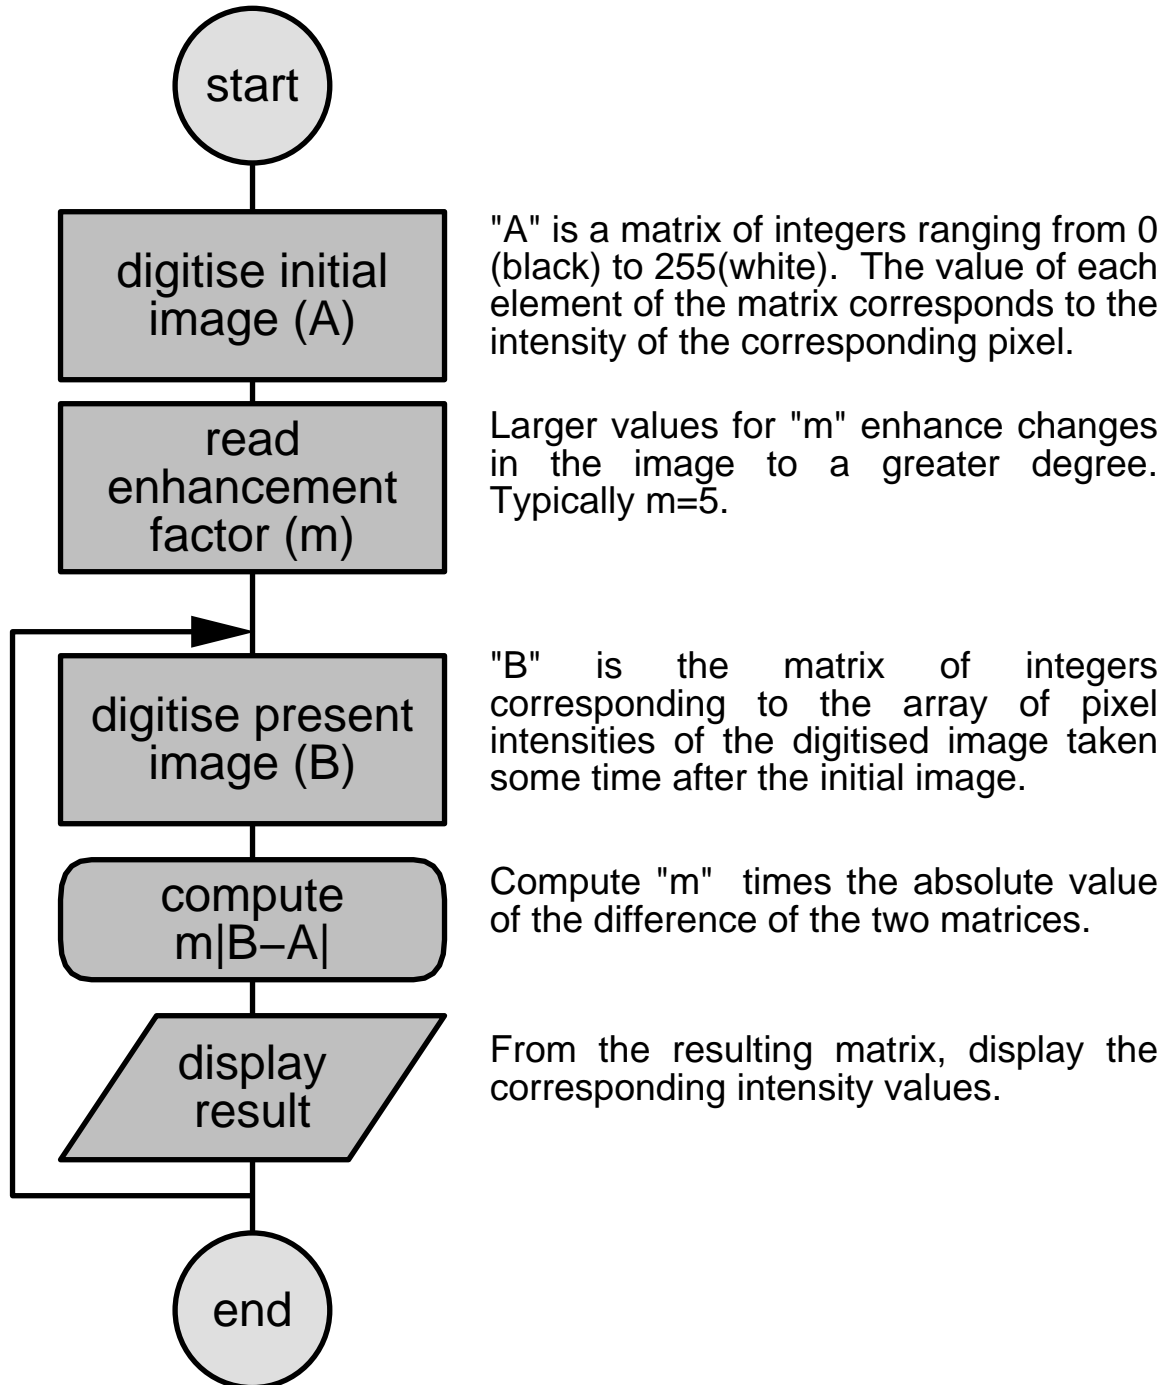 start
digitise initial
image (A)
"A" is a matrix of integers ranging from 0
(black) to 255(white).  The value of each
element of the matrix corresponds to the
intensity of the corresponding pixel.
read
enhancement
factor (m)
Larger values for "m" enhance changes
in the image to a greater degree.
Typically m=5.
digitise present
image (B)
"B" is the matrix of integers
corresponding to the array of pixel
intensities of the digitised image taken
some time after the initial image.
compute
m|B−A|
Compute "m"  times the absolute value
of the difference of the two matrices.
display
result
From the resulting matrix, display the
corresponding intensity values.
end